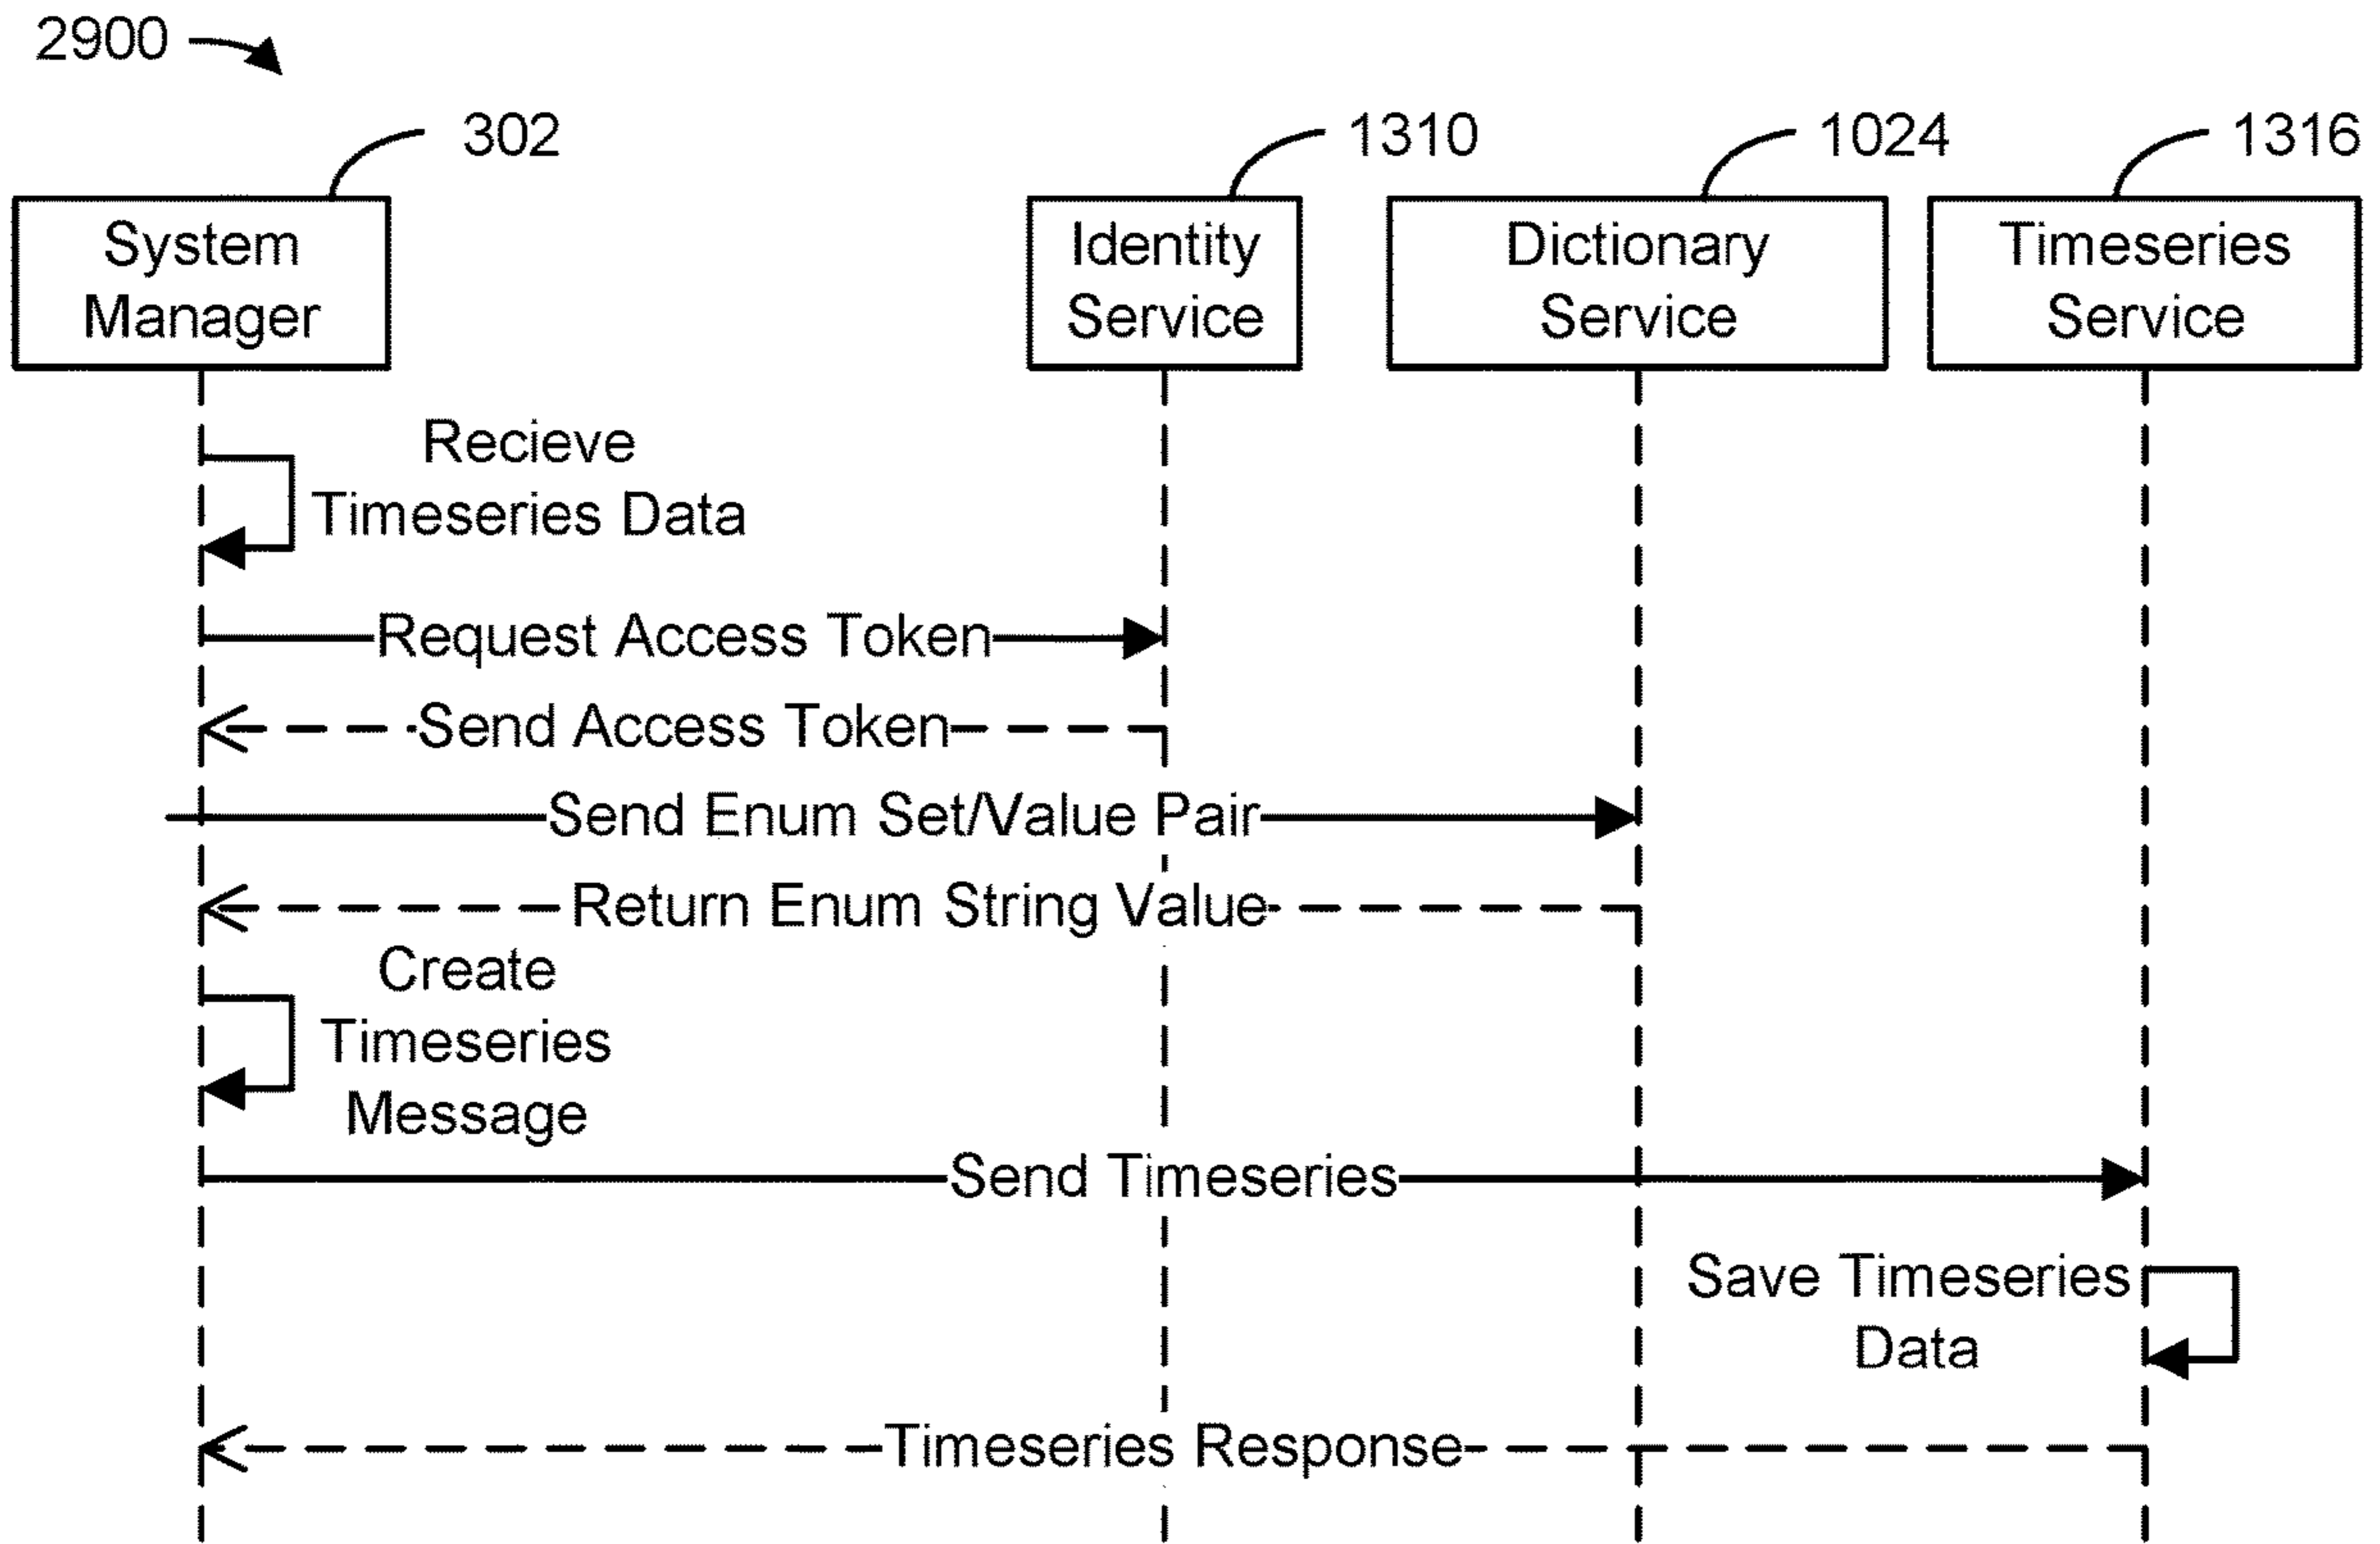 2900
302
1310
1024
1316
System
Manager
Identity
Service
Dictionary
Service
Timeseries
Service
Recieve
Timeseries Data
Request Access Token
Send Access Token
Send Enum Set/Value Pair
Return Enum String Value
Create
Timeseries
Message
Send Timeseries
Save Timeseries
Data
Timeseries Response